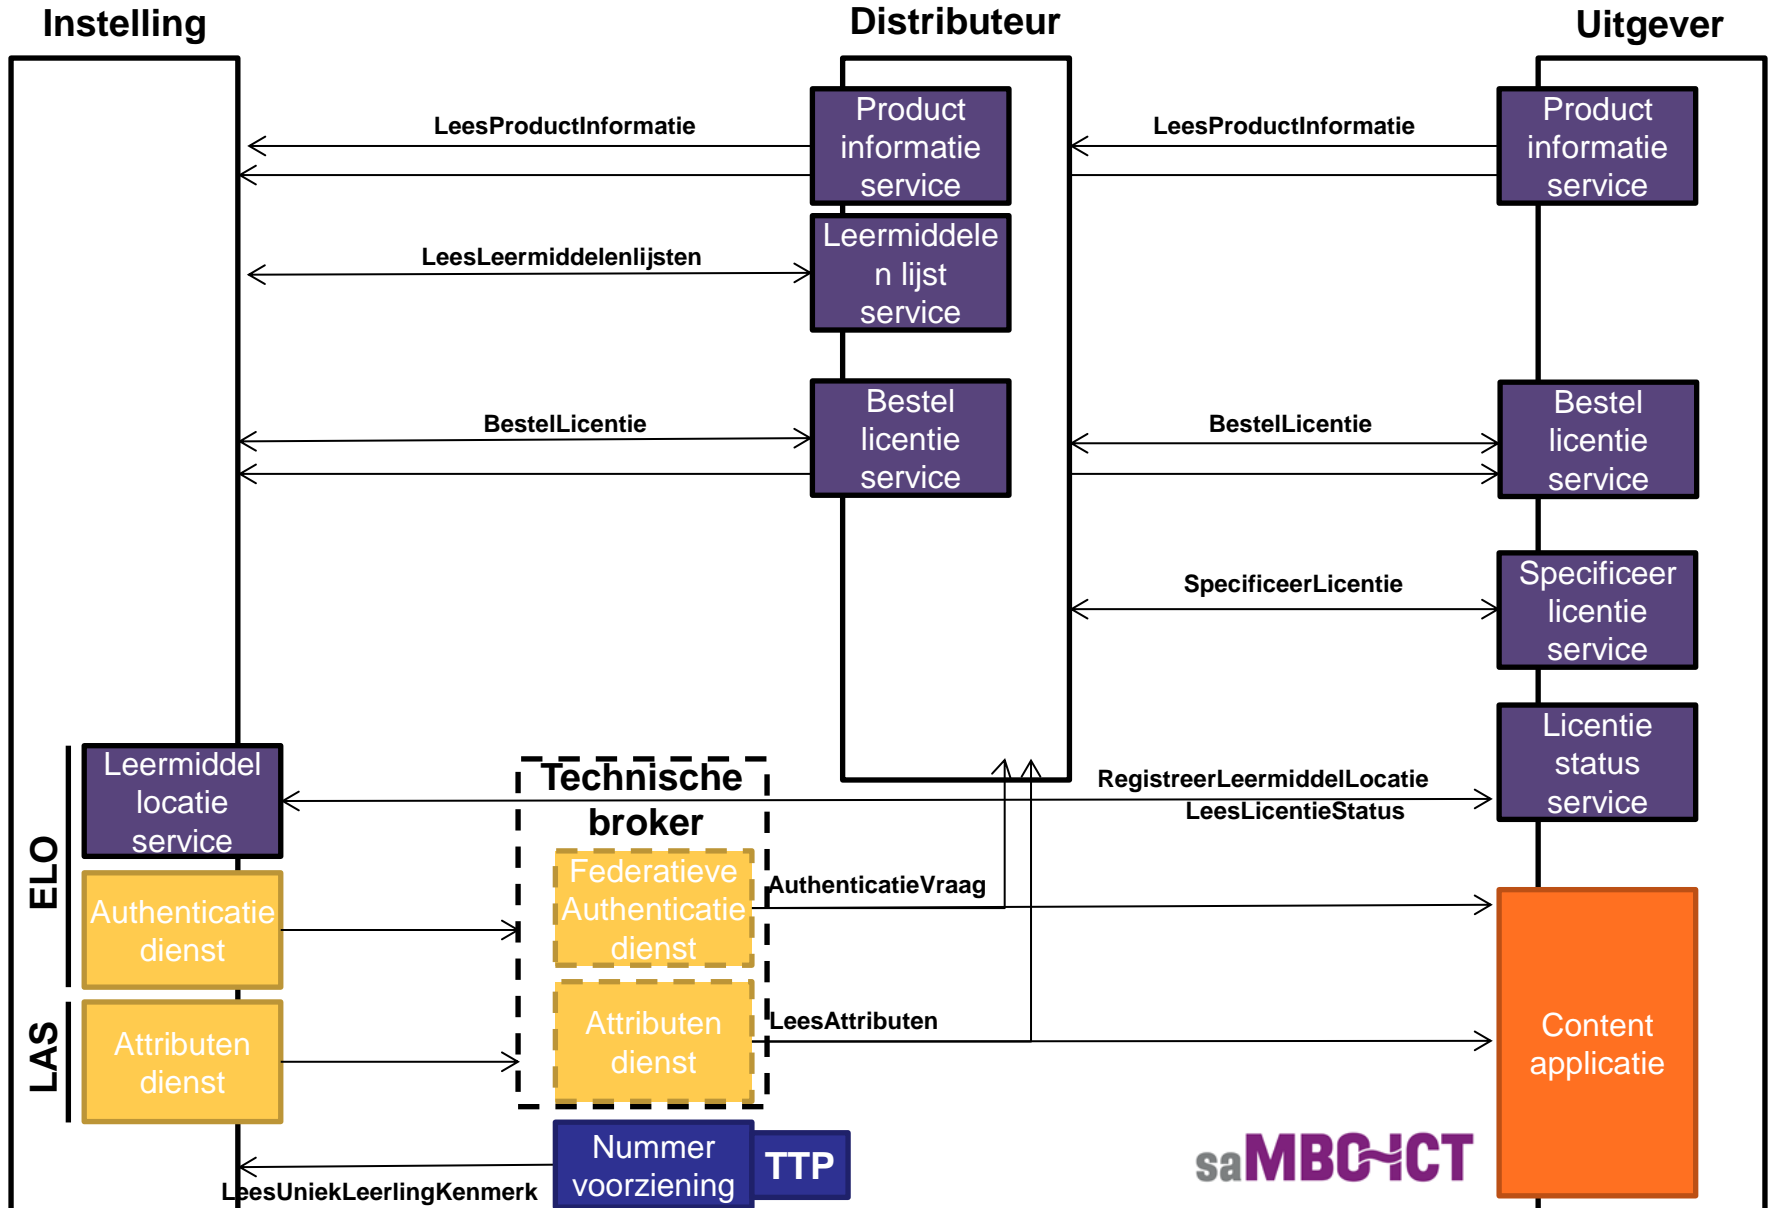 Instelling
Distributeur
Uitgever
LeesProductInformatie
Product
informatie
service
LeesProductInformatie
Product
informatie
service
LeesLeermiddelenlijsten
Leermiddele
n lijst
service
BestelLicentie
Bestel
licentie
service
BestelLicentie
Bestel
licentie
service
SpecificeerLicentie
Specificeer
licentie
service
ELO
Leermiddel
locatie
service
Technische
broker
RegistreerLeermiddelLocatie
LeesLicentieStatus
Licentie
status
service
Authenticatie
dienst
Federatieve
Authenticatie
dienst
AuthenticatieVraag
LAS
Attributen
dienst
Attributen
dienst
LeesAttributen
Content
applicatie
LeesUniekLeerlingKenmerk
Nummer
voorziening
TTP
saMBO-ICT